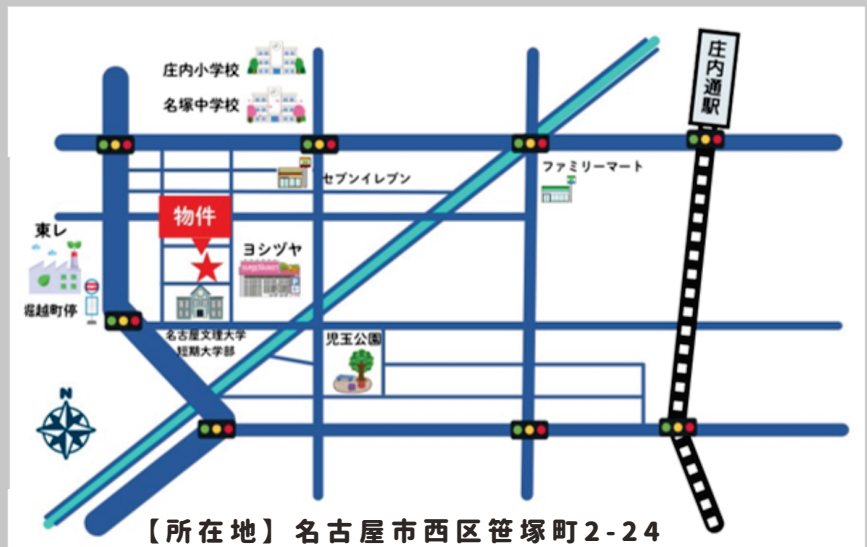 庄内小学校
名塚中学校
庄内通駅
セブンイレブン
ファミリーマート
物件
東レ
ヨシヅヤ
堀越町停
名古屋文理大学
短期大学部
児玉公園
N
【所在地】名古屋市西区笹塚町2-24